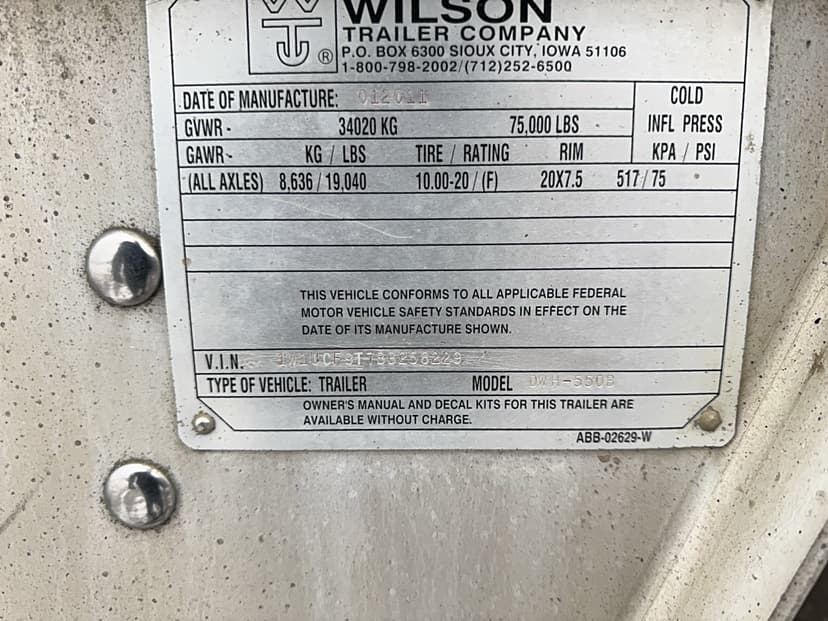 WILSON
TRAILER COMPANY
P.O. BOX 6300 SIOUX CITY, IOWA 51106
1-800-798-2002/(712)252-6500
DATE OF MANUFACTURE: 012011
COLD
GVWR - 34020 KG 75,000 LBS INFL PRESS
GAWR - KG / LBS TIRE / RATING RIM KPA / PSI
(ALL AXLES) 8,636 / 19,040 10.00-20 / (F) 20X7.5 517 / 75
THIS VEHICLE CONFORMS TO ALL APPLICABLE FEDERAL
MOTOR VEHICLE SAFETY STANDARDS IN EFFECT ON THE
DATE OF ITS MANUFACTURE SHOWN.
V.I.N.
TYPE OF VEHICLE: TRAILER MODEL DWH-550B
OWNER'S MANUAL AND DECAL KITS FOR THIS TRAILER ARE
AVAILABLE WITHOUT CHARGE.
ABB-02629-W